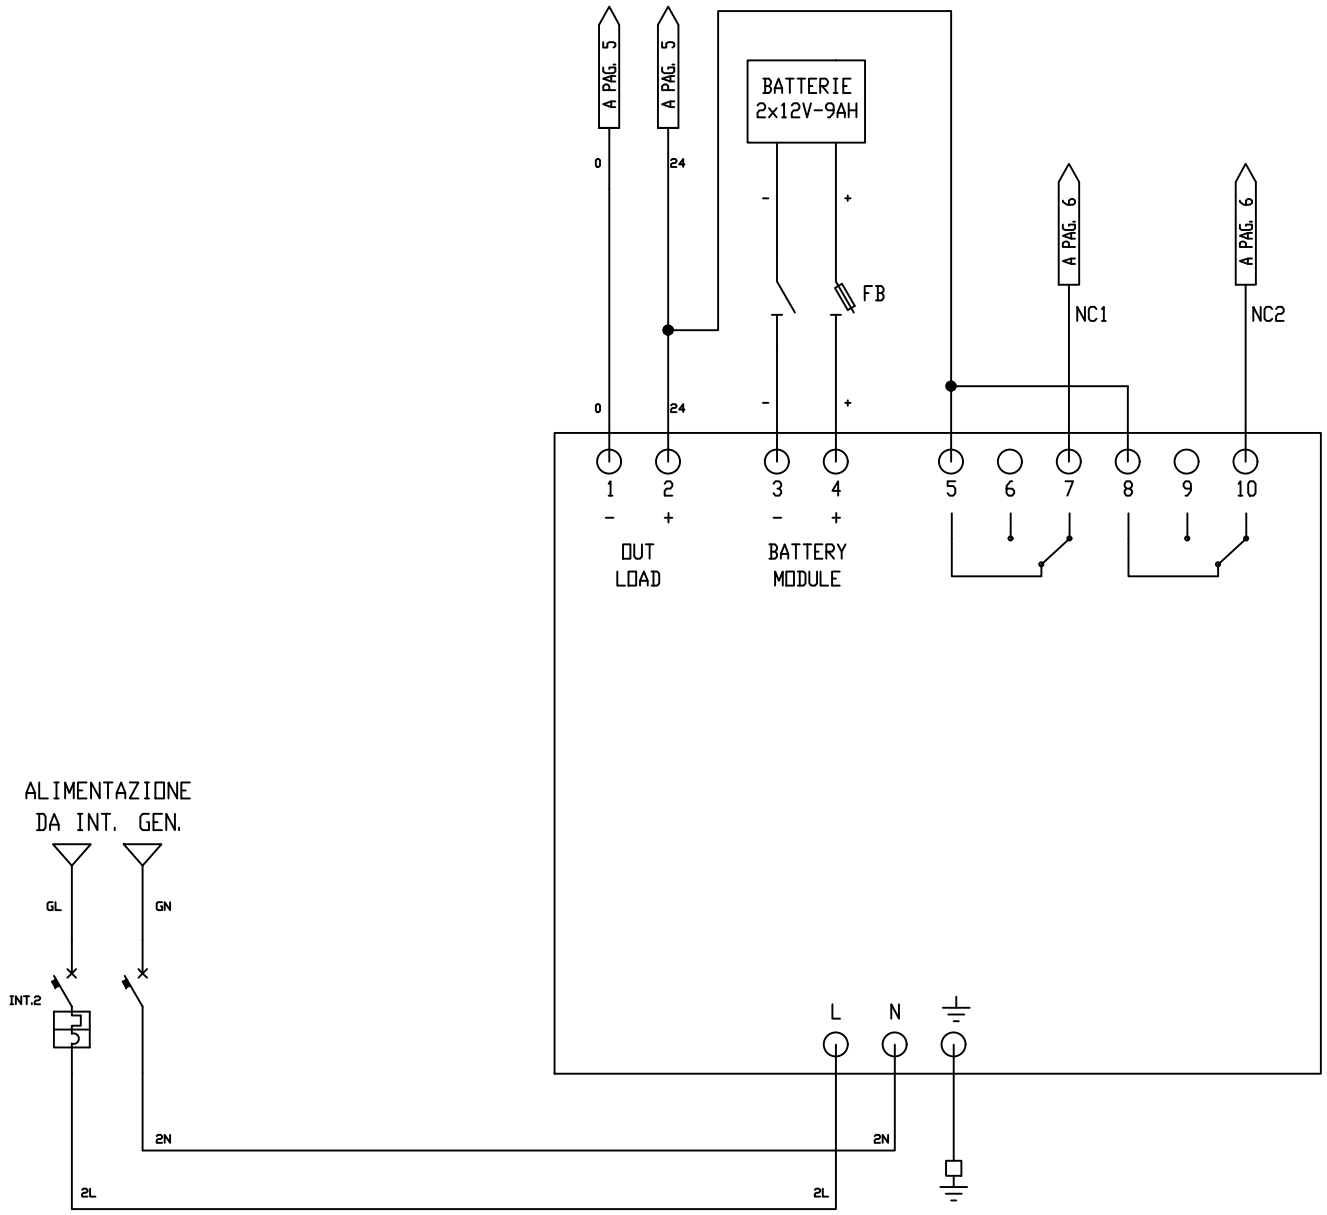 A PAG. 5
A PAG. 5
BATTERIE
2x12V-9AH
0
24
-
+
A PAG. 6
A PAG. 6
FB
NC1
NC2
-
+
0
24
1
2
3
4
5
6
7
8
9
10
-
+
-
+
OUT
LOAD
BATTERY
MODULE
ALIMENTAZIONE
DA INT. GEN.
GL
GN
INT.2
L
N
2N
2N
2L
2L